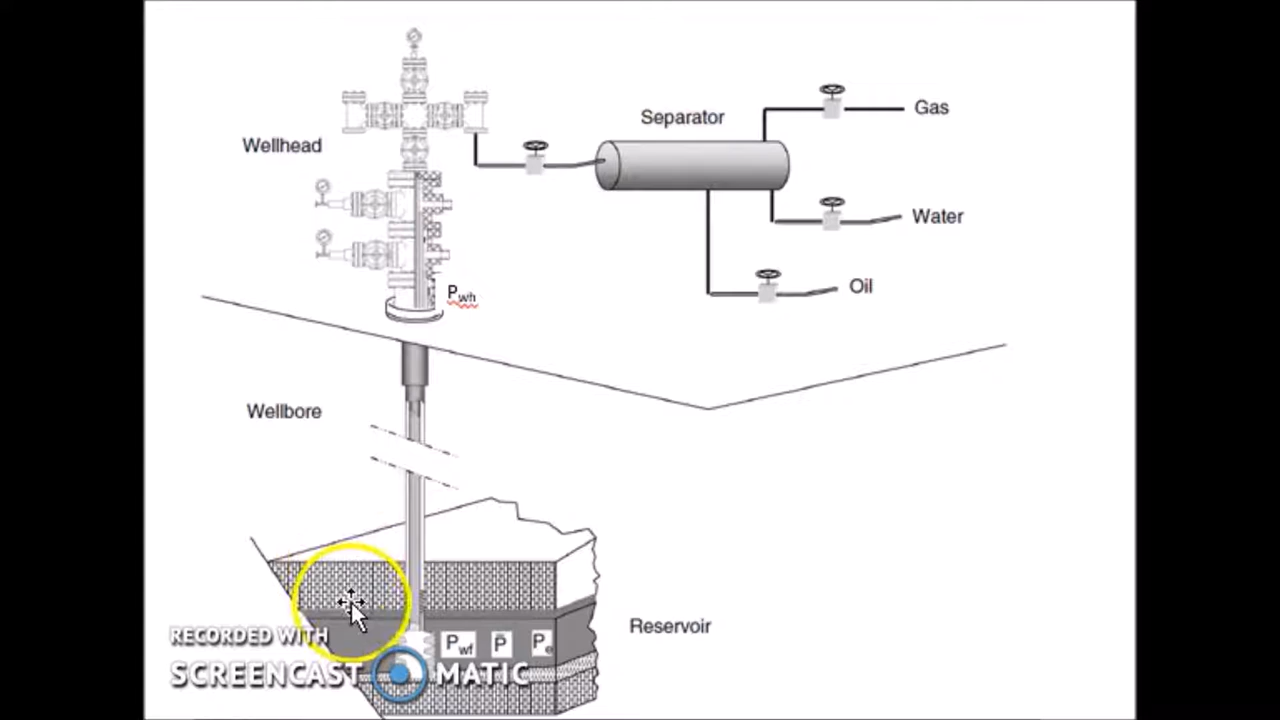 Separator
Gas
Wellhead
Water
Oil
Pwh
Wellbore
Reservoir
Pwf P̄ Pe
RECORDED WITH
SCREENCAST MATIC